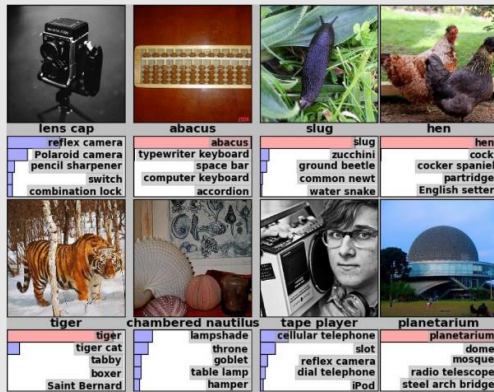 lens cap
abacus
slug
hen
reflex camera
Polaroid camera
pencil sharpener
switch
combination lock
abacus
typewriter keyboard
space bar
computer keyboard
accordion
slug
zucchini
ground beetle
common newt
water snake
hen
cock
cocker spaniel
partridge
English setter
tiger
chambered nautilus
tape player
planetarium
tiger
tiger cat
tabby
boxer
Saint Bernard
lampshade
throne
goblet
table lamp
hamper
cellular telephone
slot
reflex camera
dial telephone
iPod
planetarium
dome
mosque
radio telescope
steel arch bridge